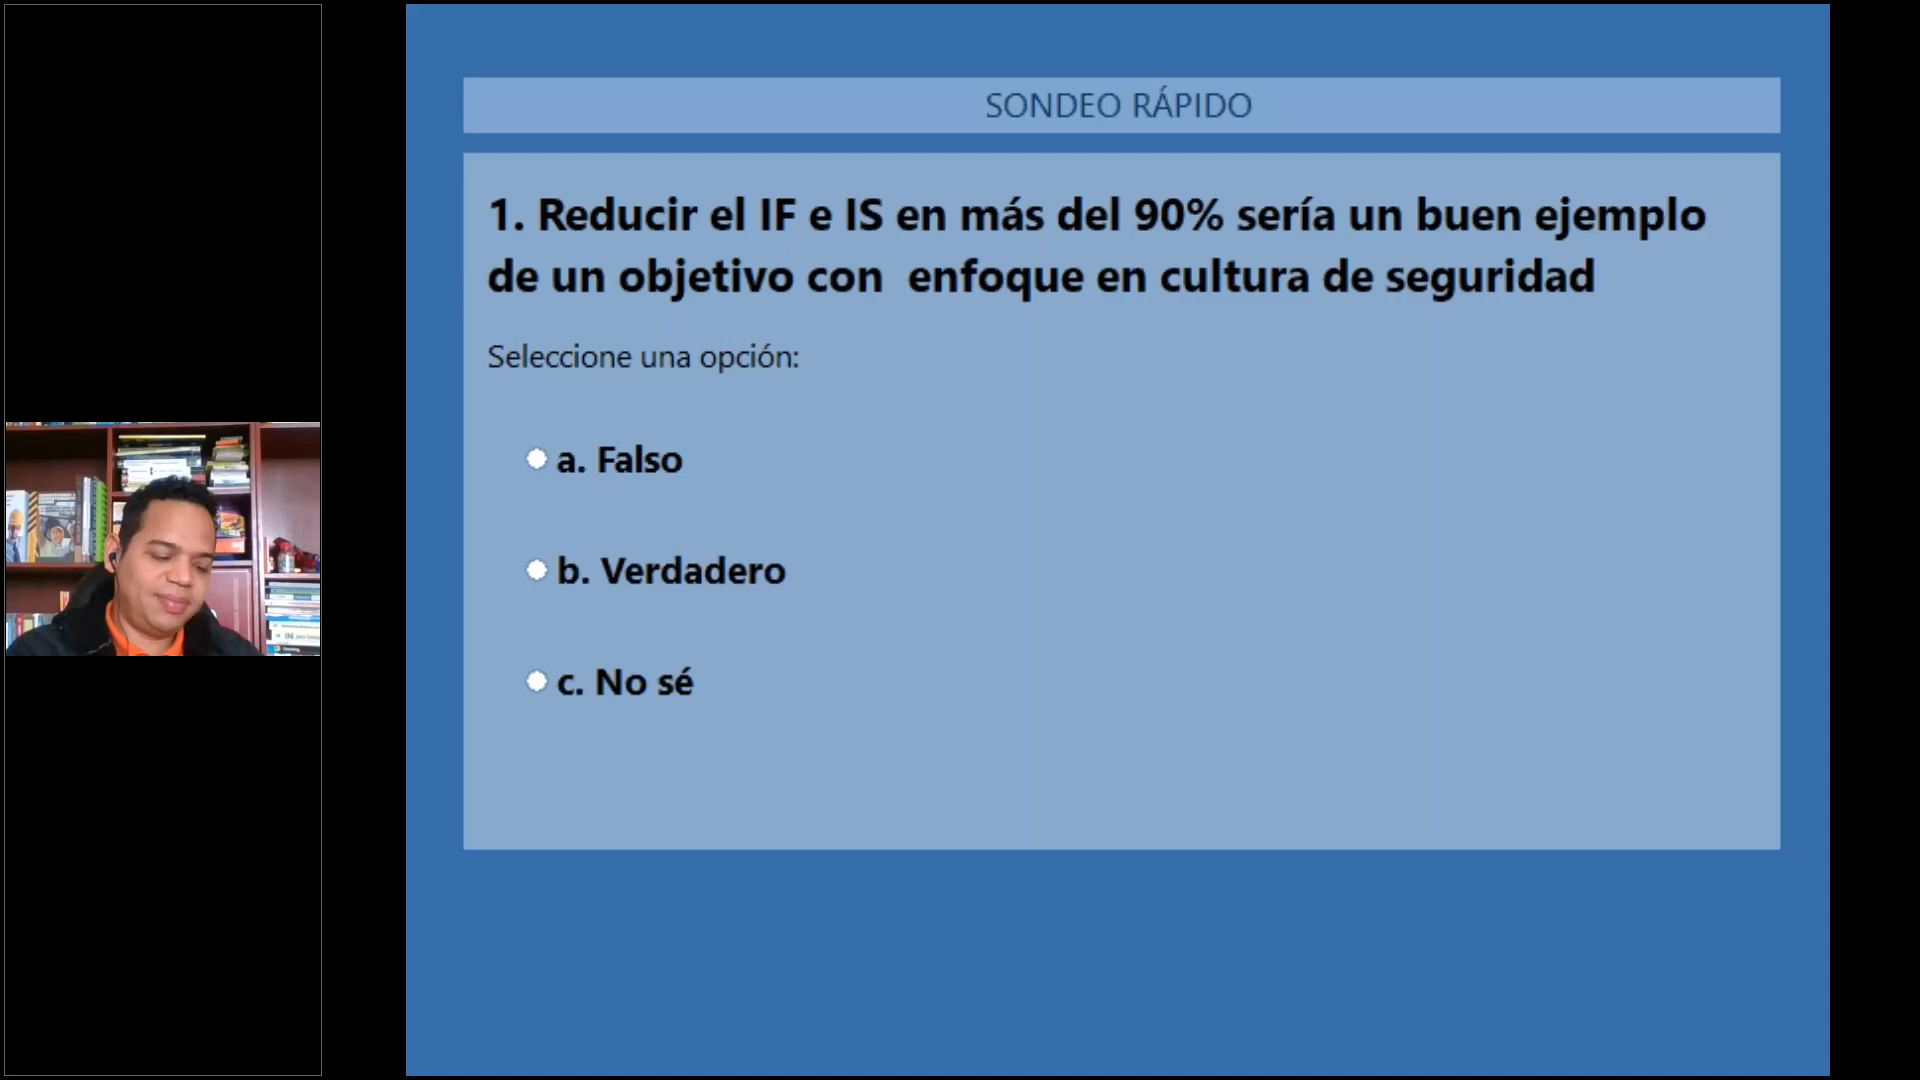 SONDEO RÁPIDO
1. Reducir el IF e IS en más del 90% sería un buen ejemplo
de un objetivo con  enfoque en cultura de seguridad
Seleccione una opción:
a. Falso
b. Verdadero
c. No sé